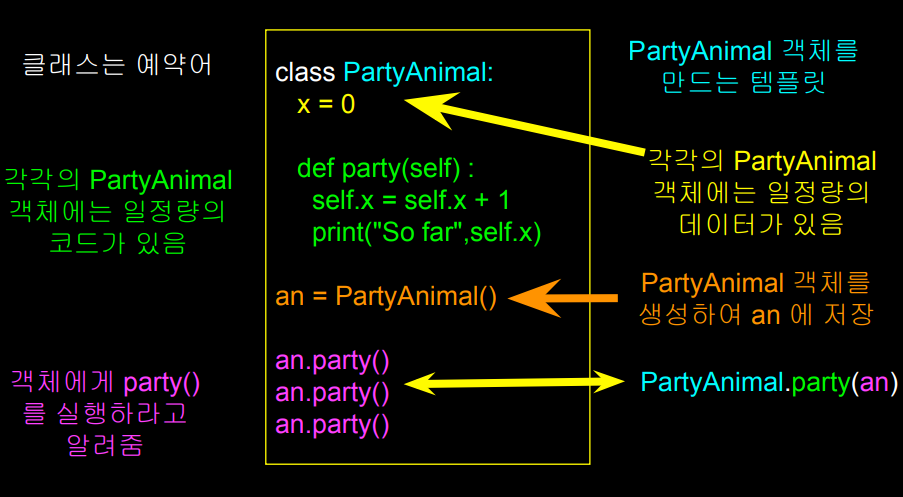 클래스는 예약어
class PartyAnimal:
x = 0
def party(self) :
self.x = self.x + 1
print("So far",self.x)
an = PartyAnimal()
an.party()
an.party()
an.party()
각각의 PartyAnimal
객체에는 일정량의
코드가 있음
객체에게 party()
를 실행하라고
알려줌
PartyAnimal 객체를
만드는 템플릿
각각의 PartyAnimal
객체에는 일정량의
데이터가 있음
PartyAnimal 객체를
생성하여 an 에 저장
PartyAnimal.party(an)